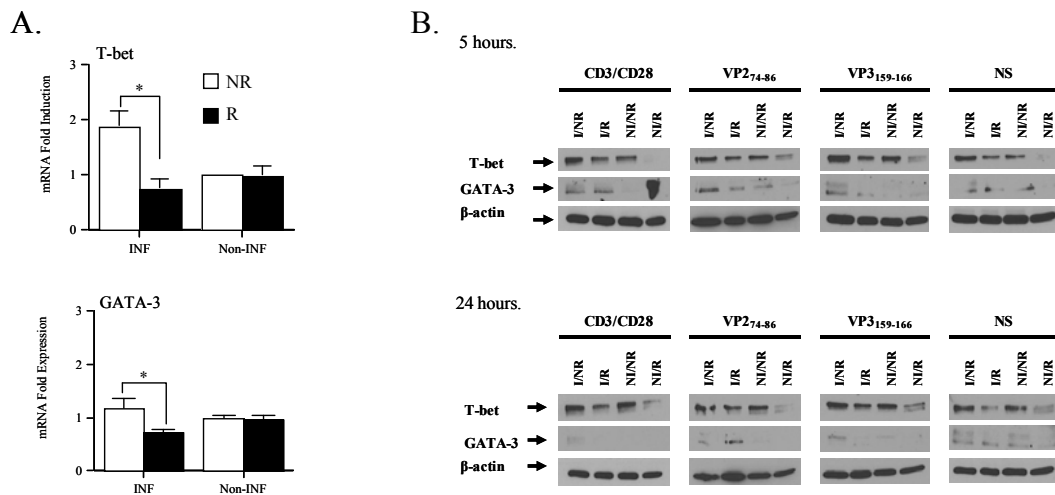 A.
T-bet
3
2
1
0
mRNA Fold Induction
NR
R
*
INF
Non-INF
GATA-3
3
2
1
0
mRNA Fold Expression
*
INF
Non-INF
B.
5 hours.
CD3/CD28
VP2₇₄₋₈₆
VP3₁₅₉₋₁₆₆
NS
I/NR I/R NI/NR NI/R
I/NR I/R NI/NR NI/R
I/NR I/R NI/NR NI/R
I/NR I/R NI/NR NI/R
T-bet
GATA-3
β-actin
24 hours.
CD3/CD28
VP2₇₄₋₈₆
VP3₁₅₉₋₁₆₆
NS
I/NR I/R NI/NR NI/R
I/NR I/R NI/NR NI/R
I/NR I/R NI/NR NI/R
I/NR I/R NI/NR NI/R
T-bet
GATA-3
β-actin